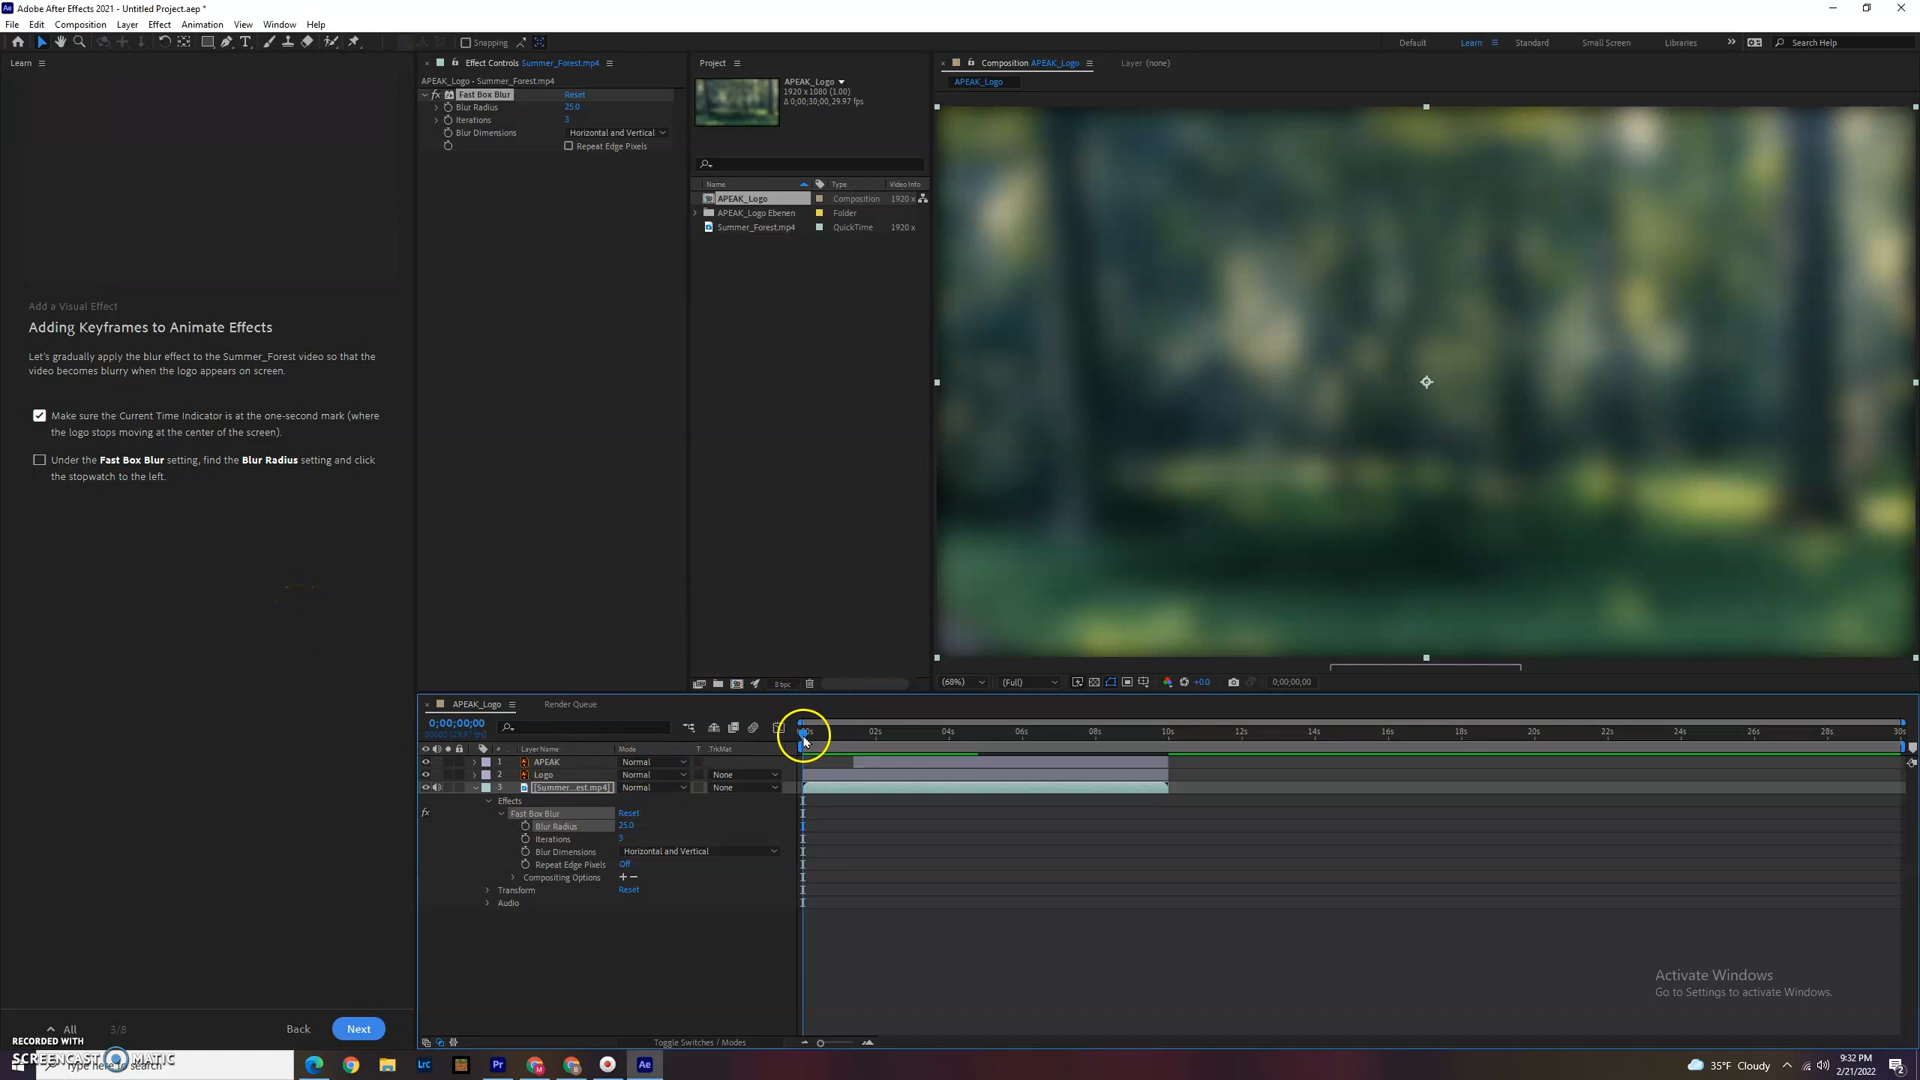 Adobe After Effects 2021 - Untitled Project.aep *
File Edit Composition Layer Effect Animation View Window Help
Snapping
Default Learn Standard Small Screen Libraries Search Help
Learn
Add a Visual Effect
Adding Keyframes to Animate Effects
Let's gradually apply the blur effect to the Summer_Forest video so that the
video becomes blurry when the logo appears on screen.
Make sure the Current Time Indicator is at the one-second mark (where
the logo stops moving at the center of the screen).
Under the Fast Box Blur setting, find the Blur Radius setting and click
the stopwatch to the left.
All 3/8 Back Next
Effect Controls Summer_Forest.mp4
APEAK_Logo • Summer_Forest.mp4
fx Fast Box Blur Reset
Blur Radius 25.0
Iterations 3
Blur Dimensions Horizontal and Vertical
Repeat Edge Pixels
Project
APEAK_Logo
1920 x 1080 (1.00)
Δ 0;00;30;00, 29.97 fps
Name Type Video Info
APEAK_Logo Composition 1920 x
APEAK_Logo Ebenen Folder
Summer_Forest.mp4 QuickTime 1920 x
8 bpc
Composition APEAK_Logo Layer (none)
APEAK_Logo
(68%) (Full) +0.0 0;00;00;00
APEAK_Logo Render Queue
0;00;00;00
00000 (29.97 fps)
02s 04s 06s 08s 10s 12s 14s 16s 18s 20s 22s 24s 26s 28s 30s
# Layer Name Mode T .TrkMat
1 APEAK Normal
2 Logo Normal None
3 [Summer...est.mp4] Normal None
Effects
fx Fast Box Blur Reset
Blur Radius 25.0
Iterations 3
Blur Dimensions Horizontal and Vertical
Repeat Edge Pixels Off
Compositing Options +−
Transform Reset
Audio
Toggle Switches / Modes
Activate Windows
Go to Settings to activate Windows.
RECORDED WITH
SCREENCAST MATIC
Type here to search
Lrc Pr Ae
35°F Cloudy
9:32 PM
2/21/2022
2